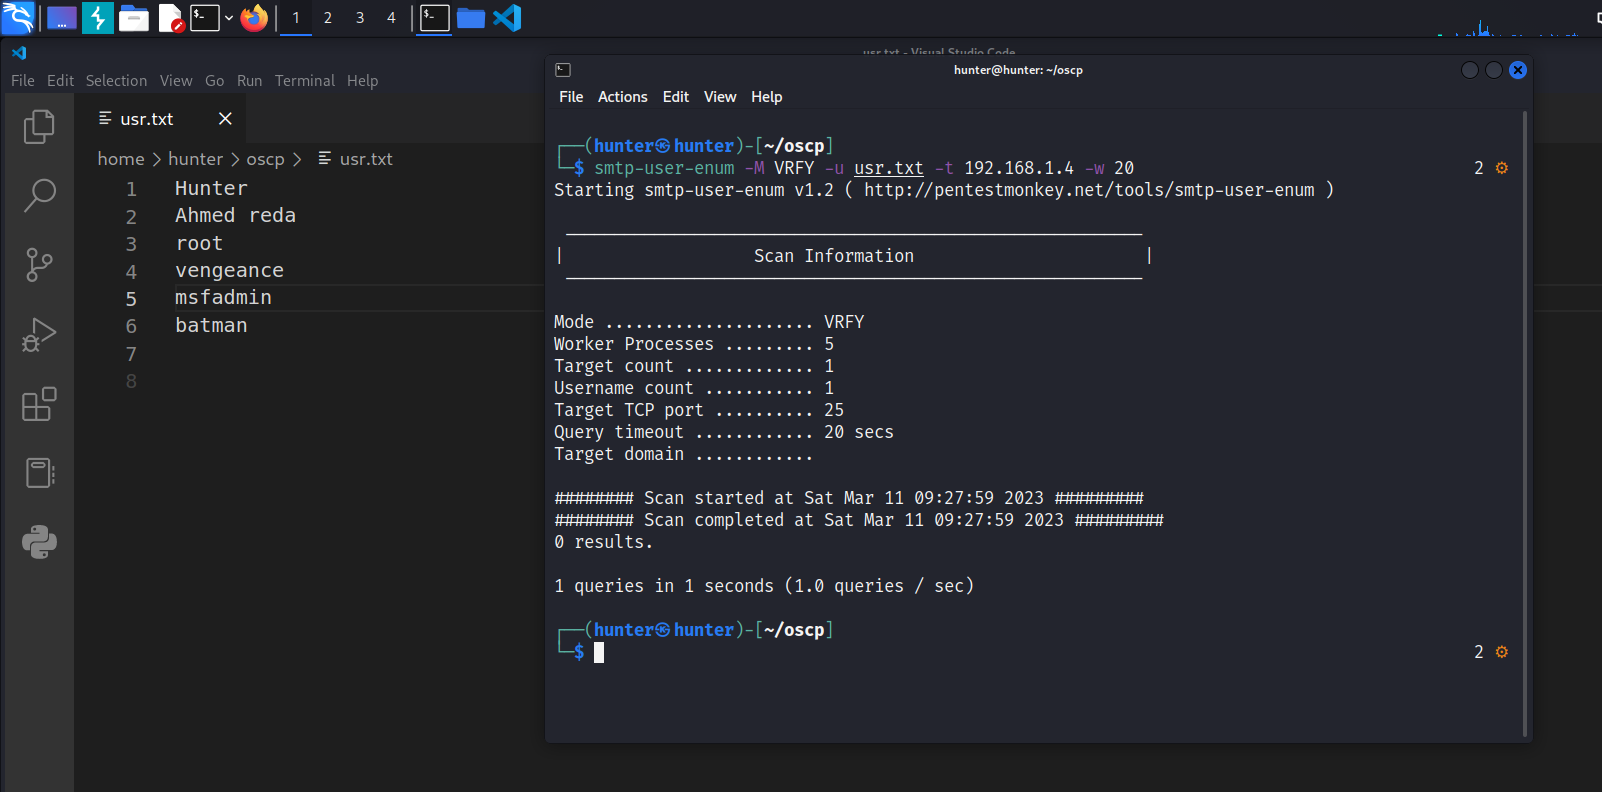 1 2 3 4
usr.txt - Visual Studio Code
File Edit Selection View Go Run Terminal Help
usr.txt
home > hunter > oscp > usr.txt
1 Hunter
2 Ahmed reda
3 root
4 vengeance
5 msfadmin
6 batman
7
8
hunter@hunter: ~/oscp
File Actions Edit View Help
┌──(hunter㉿hunter)-[~/oscp]
└─$ smtp-user-enum -M VRFY -u usr.txt -t 192.168.1.4 -w 20 2 ⚙
Starting smtp-user-enum v1.2 ( http://pentestmonkey.net/tools/smtp-user-enum )
| Scan Information |
Mode ..................... VRFY
Worker Processes ......... 5
Target count ............. 1
Username count ........... 1
Target TCP port .......... 25
Query timeout ............ 20 secs
Target domain ............
######## Scan started at Sat Mar 11 09:27:59 2023 #########
######## Scan completed at Sat Mar 11 09:27:59 2023 #########
0 results.
1 queries in 1 seconds (1.0 queries / sec)
┌──(hunter㉿hunter)-[~/oscp]
└─$ 2 ⚙